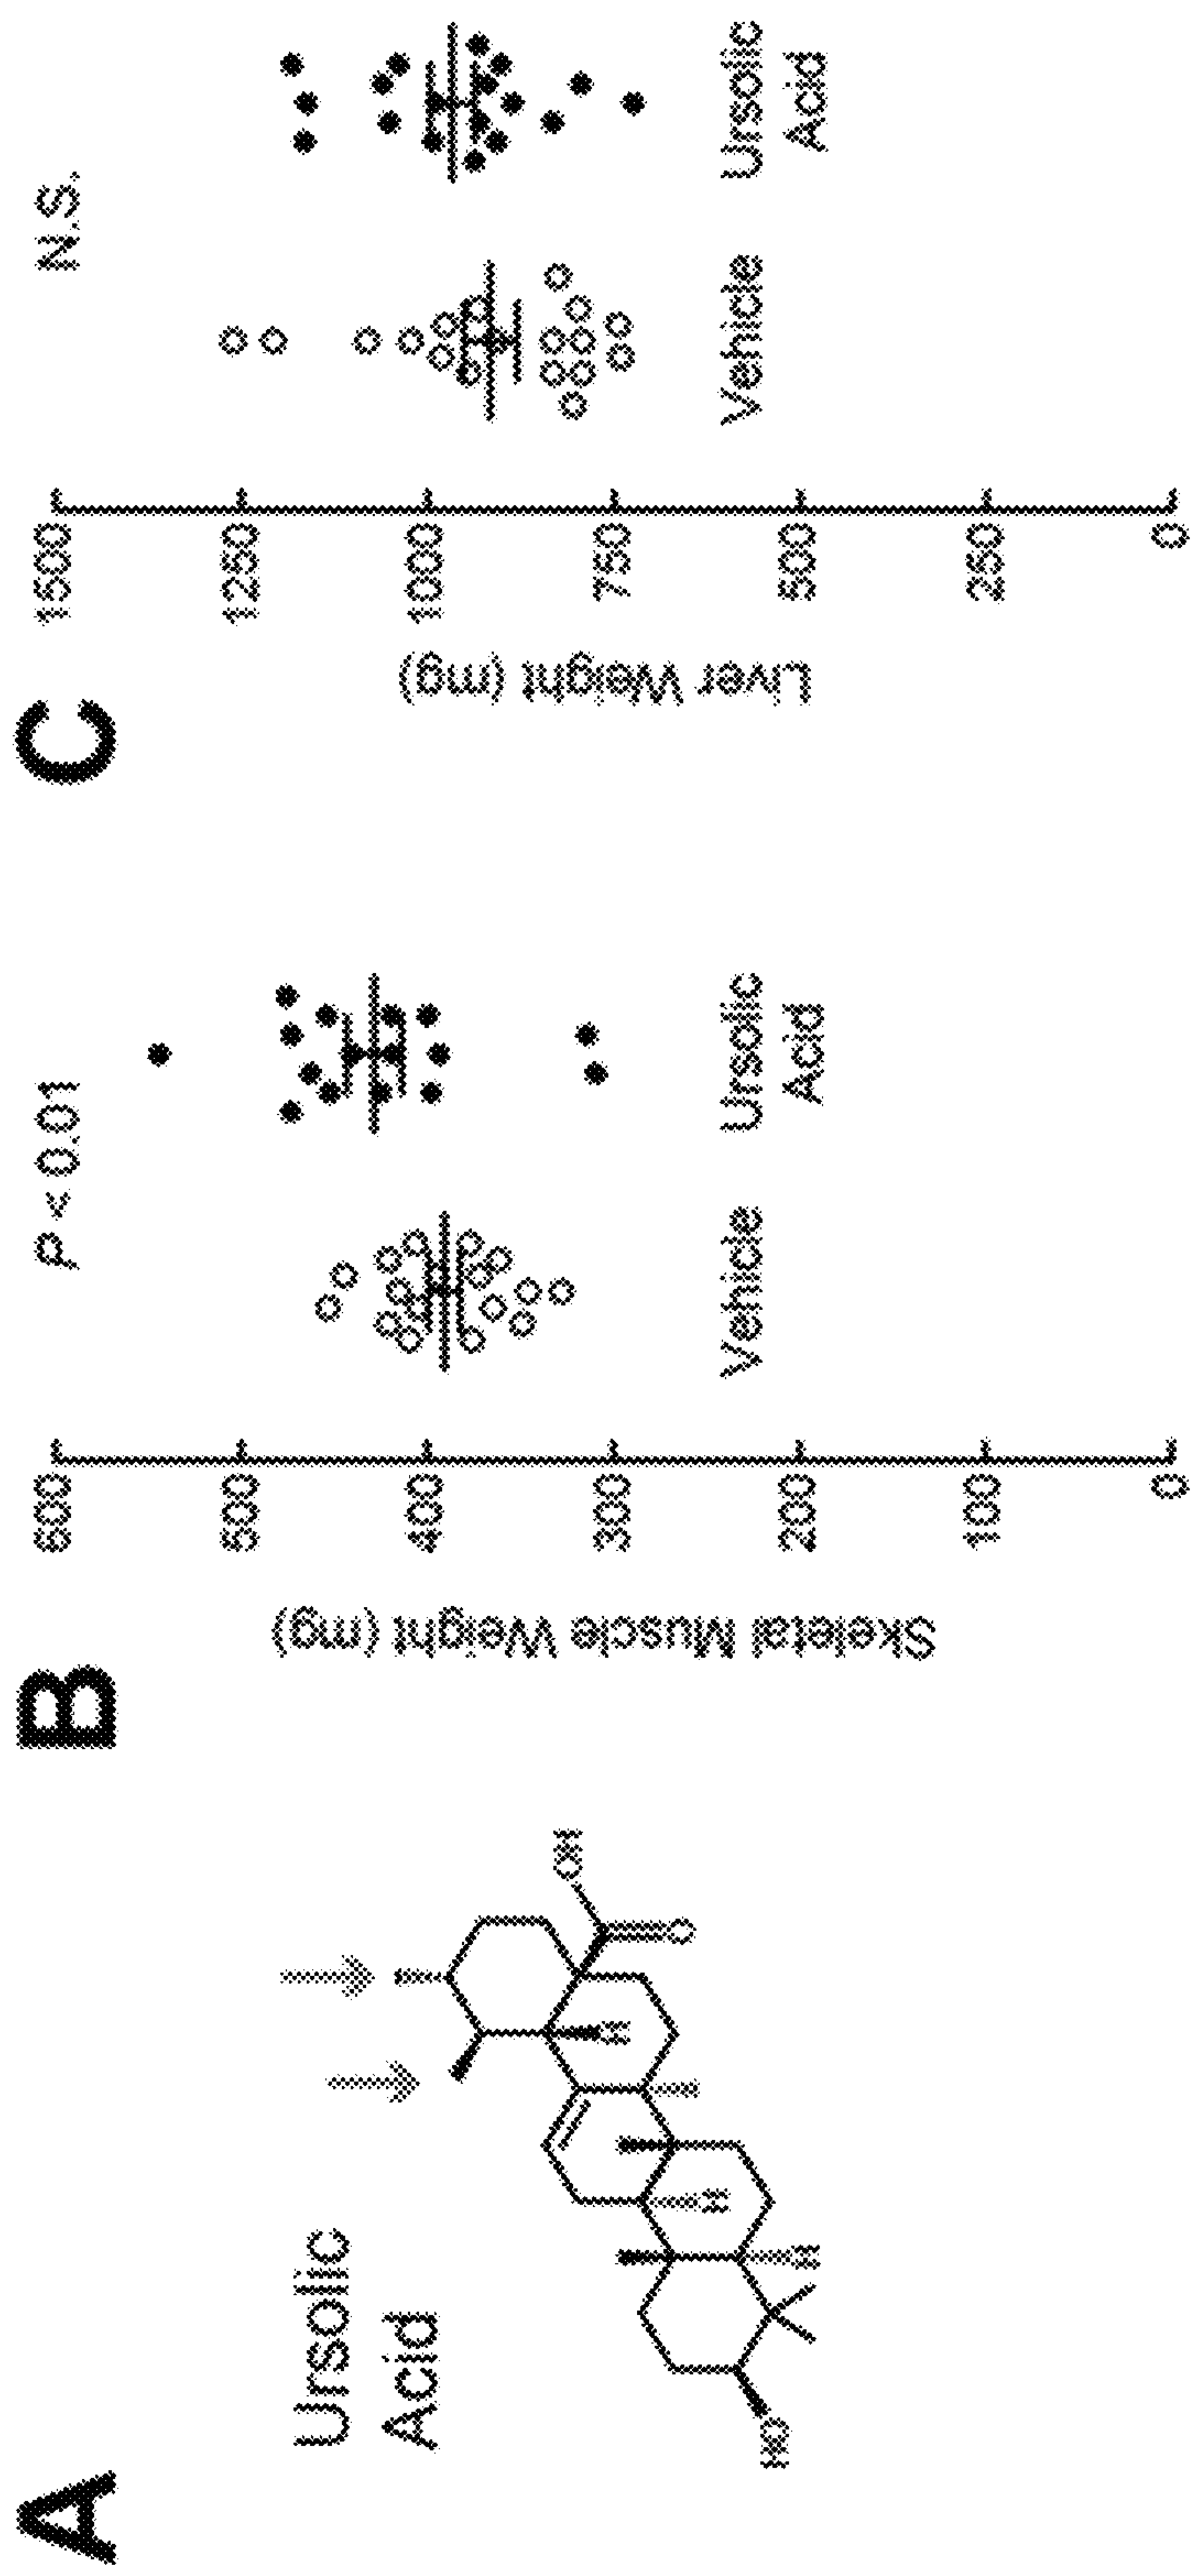 A
Ursolic
Acid
OH
O
H
H
H
HO
B
P < 0.01
Skeletal Muscle Weight (mg)
600
500
400
300
200
100
0
Vehicle
Ursolic
Acid
C
N.S.
Liver Weight (mg)
1500
1250
1000
750
500
250
0
Vehicle
Ursolic
Acid